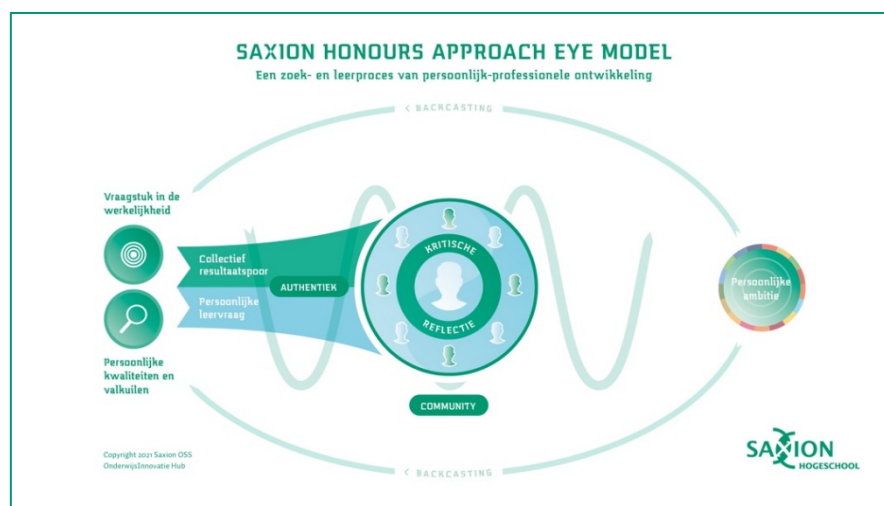 SAXION HONOURS APPROACH EYE MODEL
Een zoek- en leerproces van persoonlijk-professionele ontwikkeling
< BACKCASTING
Vraagstuk in de
werkelijkheid
Collectief
resultaatspoor
AUTHENTIEK
Persoonlijke
leervraag
Persoonlijke
kwaliteiten en
valkuilen
KRITISCHE
REFLECTIE
COMMUNITY
Persoonlijke
ambitie
< BACKCASTING
Copyright 2021 Saxion OSS
OnderwijsInnovatie Hub
SAXION
HOGESCHOOL